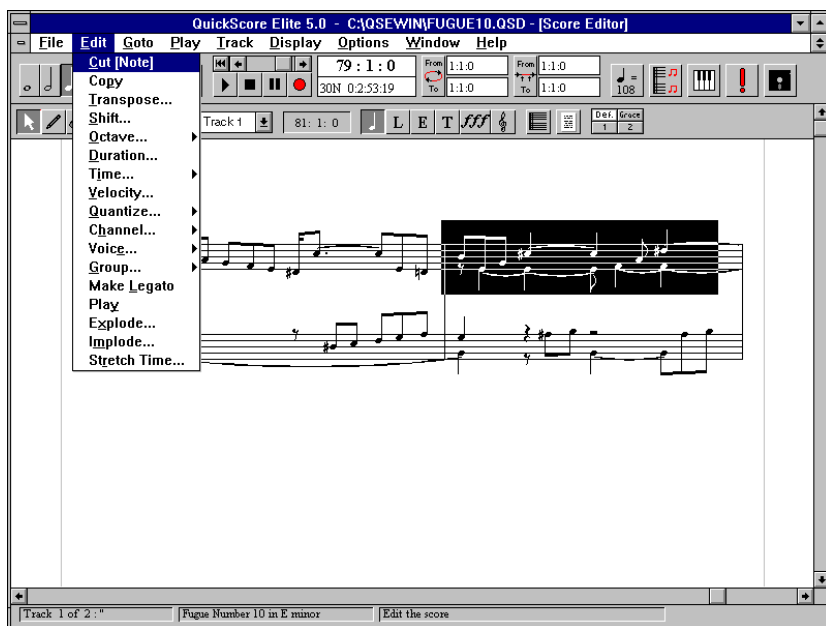 QuickScore Elite 5.0 - C:\QSEWIN\FUGUE10.QSD - [Score Editor]
File Edit Goto Play Track Display Options Window Help
Cut [Note]
Copy
Transpose...
Shift...
Octave...
Duration...
Time...
Velocity...
Quantize...
Channel...
Voice...
Group...
Make Legato
Play
Explode...
Implode...
Stretch Time...
79 : 1 : 0
30N 0:2:53:19
From 1:1:0
To 1:1:0
From 1:1:0
To 1:1:0
= 108
Track 1
81: 1: 0
L E T fff
Def. Grace
1 2
Track 1 of 2 :" Fugue Number 10 in E minor Edit the score